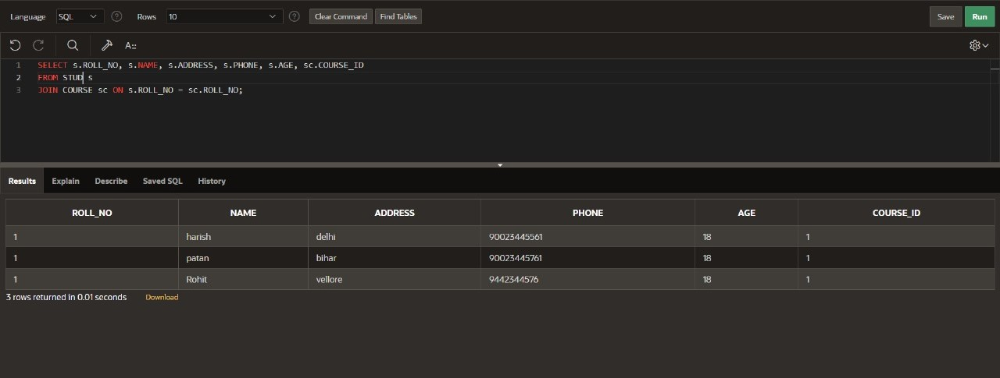 Language SQL Rows 10 Clear Command Find Tables Save Run
A::
1 SELECT s.ROLL_NO, s.NAME, s.ADDRESS, s.PHONE, s.AGE, sc.COURSE_ID
2 FROM STUD s
3 JOIN COURSE sc ON s.ROLL_NO = sc.ROLL_NO;
Results Explain Describe Saved SQL History
ROLL_NO NAME ADDRESS PHONE AGE COURSE_ID
1 harish delhi 90023445561 18 1
1 patan bihar 90023445761 18 1
1 Rohit vellore 9442344576 18 1
3 rows returned in 0.01 seconds Download